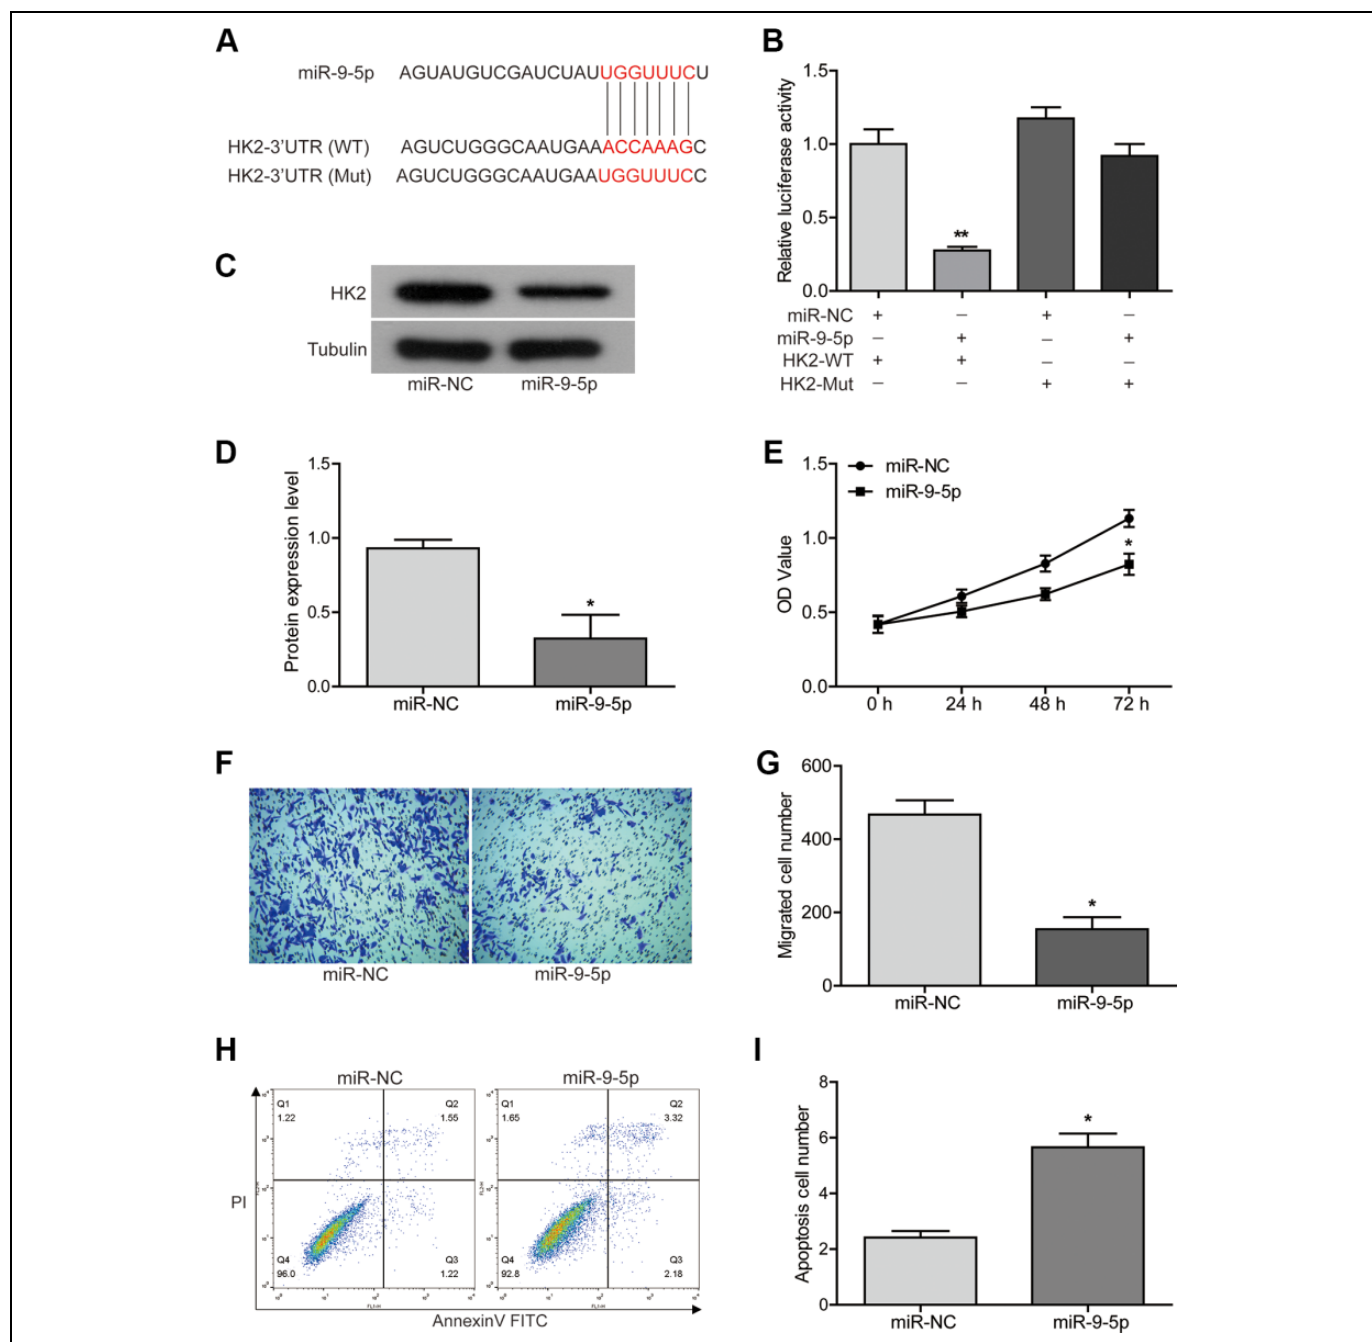 A
miR-9-5p AGUAUGUCGAUCUAUUGGUUUCU
HK2-3'UTR (WT) AGUCUGGGCAAUGAAACCAAAGC
HK2-3'UTR (Mut) AGUCUGGGCAAUGAAUGGUUUCC
B
Relative luciferase activity
1.5
1.0
0.5
0.0
**
miR-NC + – + –
miR-9-5p – + – +
HK2-WT + + – –
HK2-Mut – – + +
C
HK2
Tubulin
miR-NC miR-9-5p
D
Protein expression level
1.5
1.0
0.5
0.0
*
miR-NC miR-9-5p
E
OD Value
1.5
1.0
0.5
0.0
miR-NC
miR-9-5p
*
0 h 24 h 48 h 72 h
F
miR-NC miR-9-5p
G
Migrated cell number
600
400
200
0
*
miR-NC miR-9-5p
H
miR-NC miR-9-5p
PI
Q1
1.22
Q2
1.55
Q4
96.0
Q3
1.22
Q1
1.65
Q2
3.32
Q4
92.8
Q3
2.18
AnnexinV FITC
I
Apoptosis cell number
8
6
4
2
0
*
miR-NC miR-9-5p